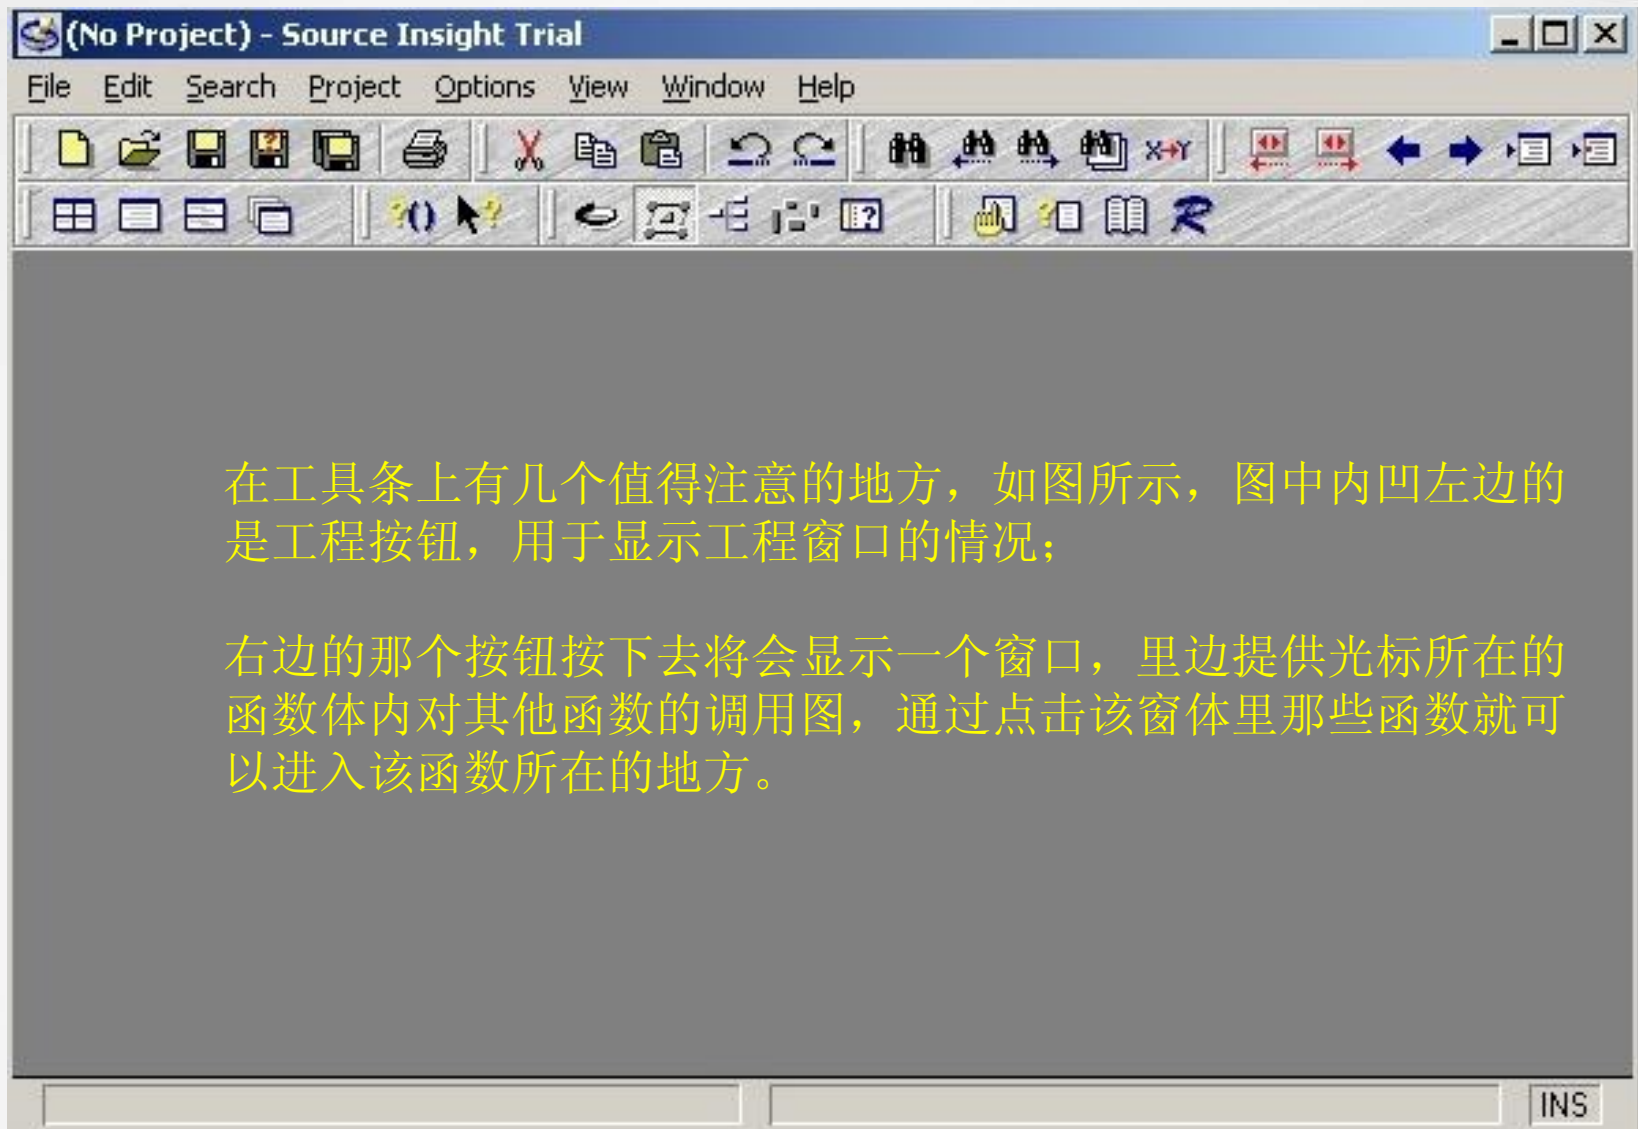 (No Project) - Source Insight Trial
File Edit Search Project Options View Window Help
在工具条上有几个值得注意的地方，如图所示，图中内凹左边的
是工程按钮，用于显示工程窗口的情况；
右边的那个按钮按下去将会显示一个窗口，里边提供光标所在的
函数体内对其他函数的调用图，通过点击该窗体里那些函数就可
以进入该函数所在的地方。
INS